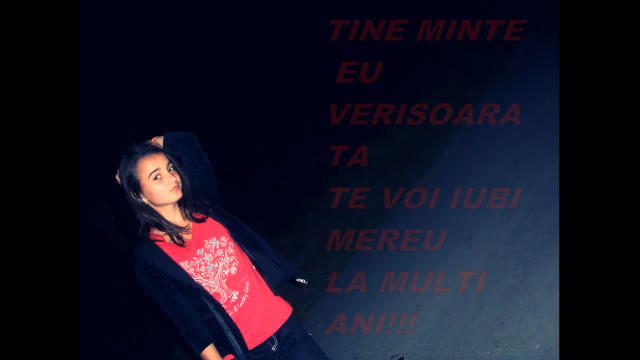 TINE MINTE
EU
VERISOARA
TA
TE VOI IUBI
MEREU
LA MULTI
ANI!!!